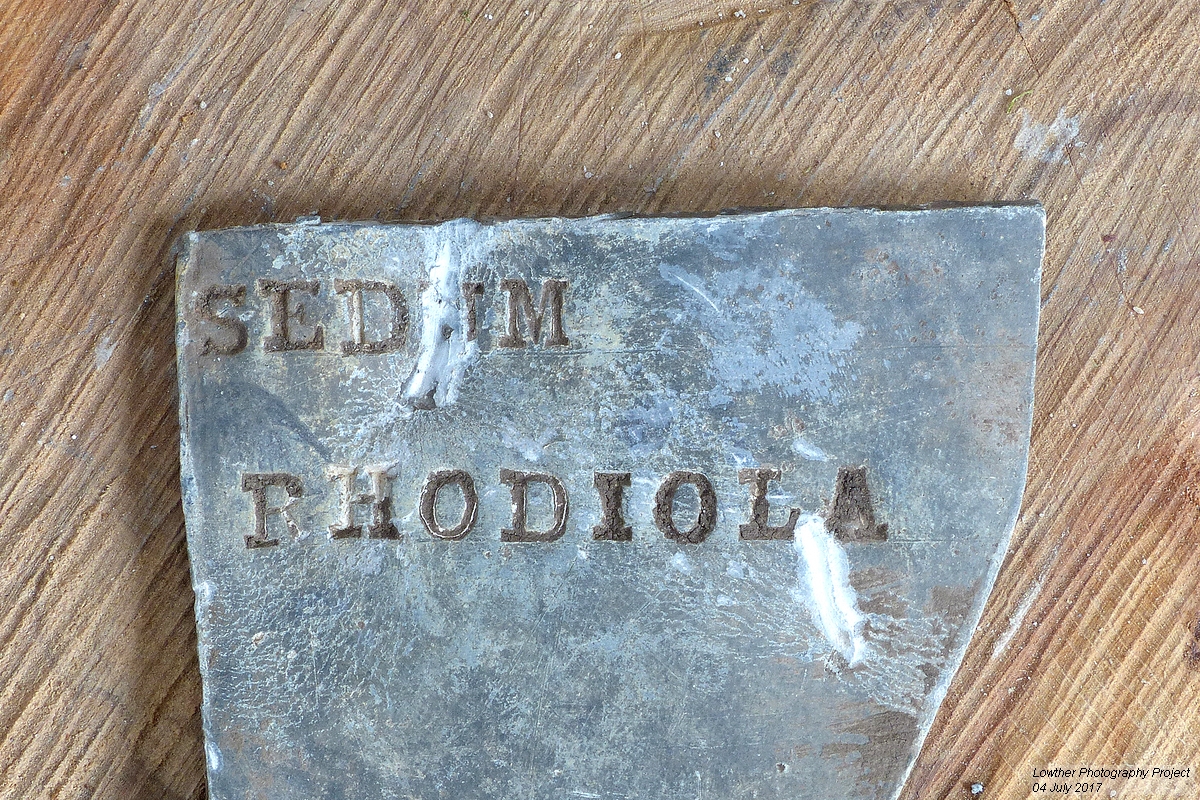 SEDUM
RHODIOLA
Lowther Photography Project
04 July 2017